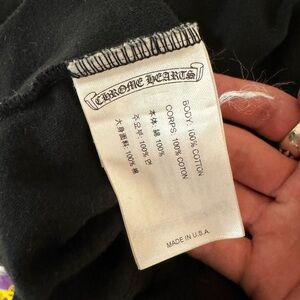 CHROME HEARTS
BODY: 100% COTTON
CORPS: 100% COTON
本体: 綿 100%
大身面料: 100% 棉
MADE IN U.S.A.